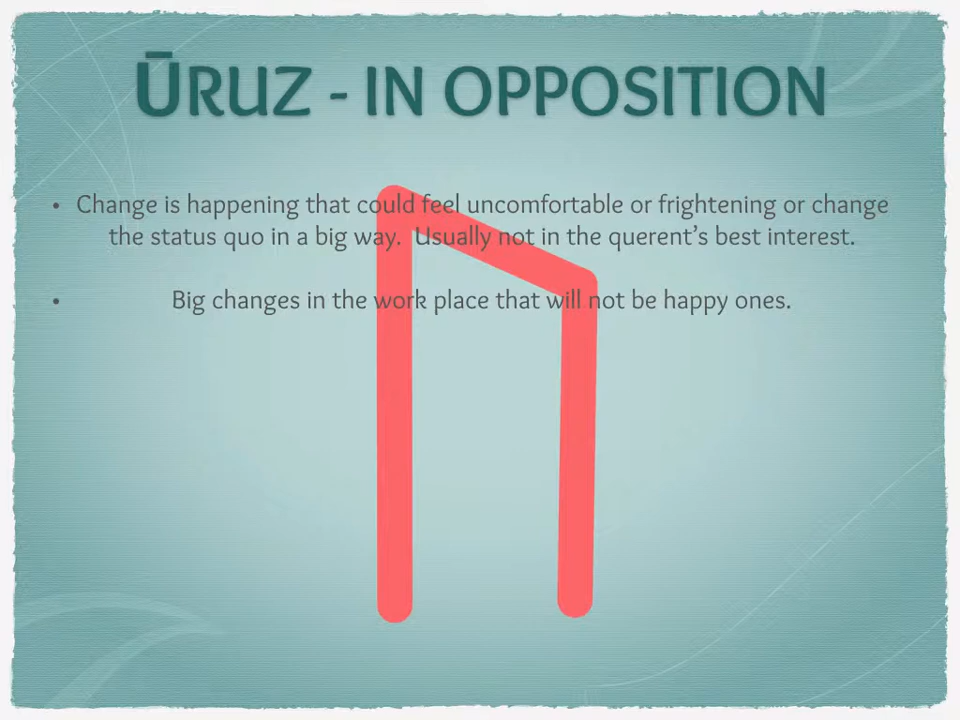 ŪRUZ - IN OPPOSITION
• Change is happening that could feel uncomfortable or frightening or change
the status quo in a big way.  Usually not in the querent’s best interest.
• Big changes in the work place that will not be happy ones.